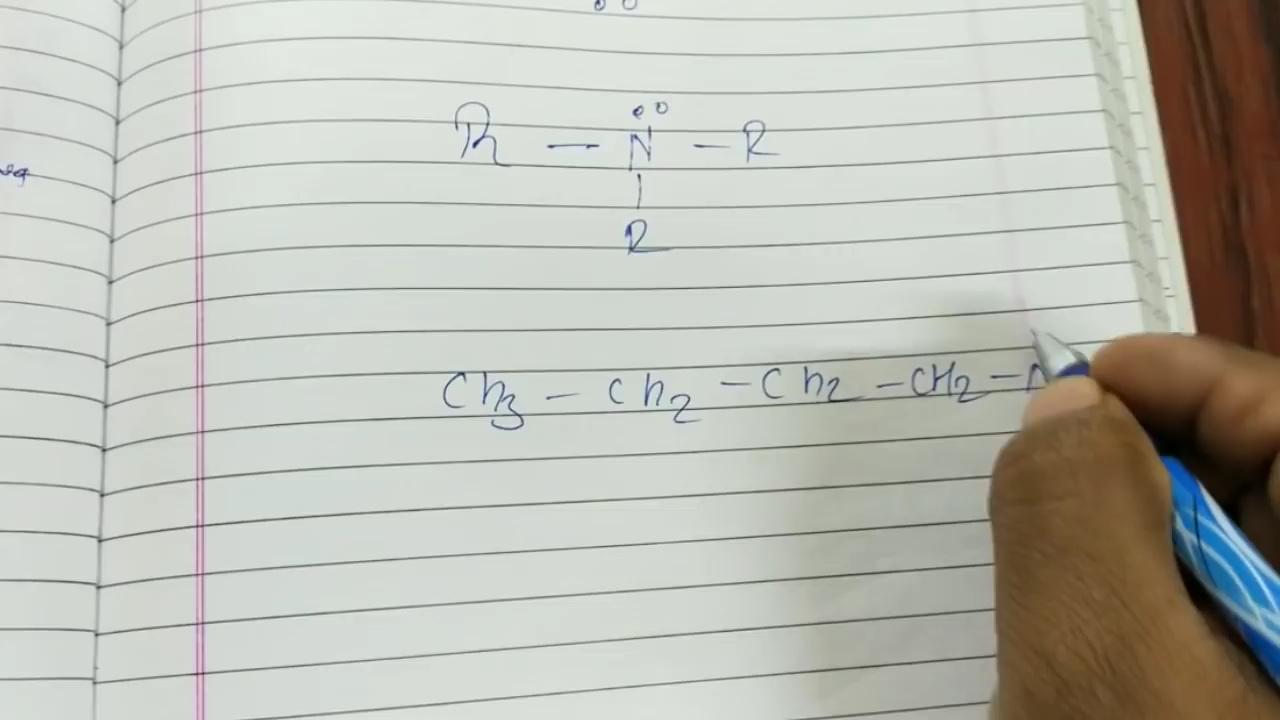 R — N — R
|
R
CH3 — CH2 — CH2 — CH2 — N